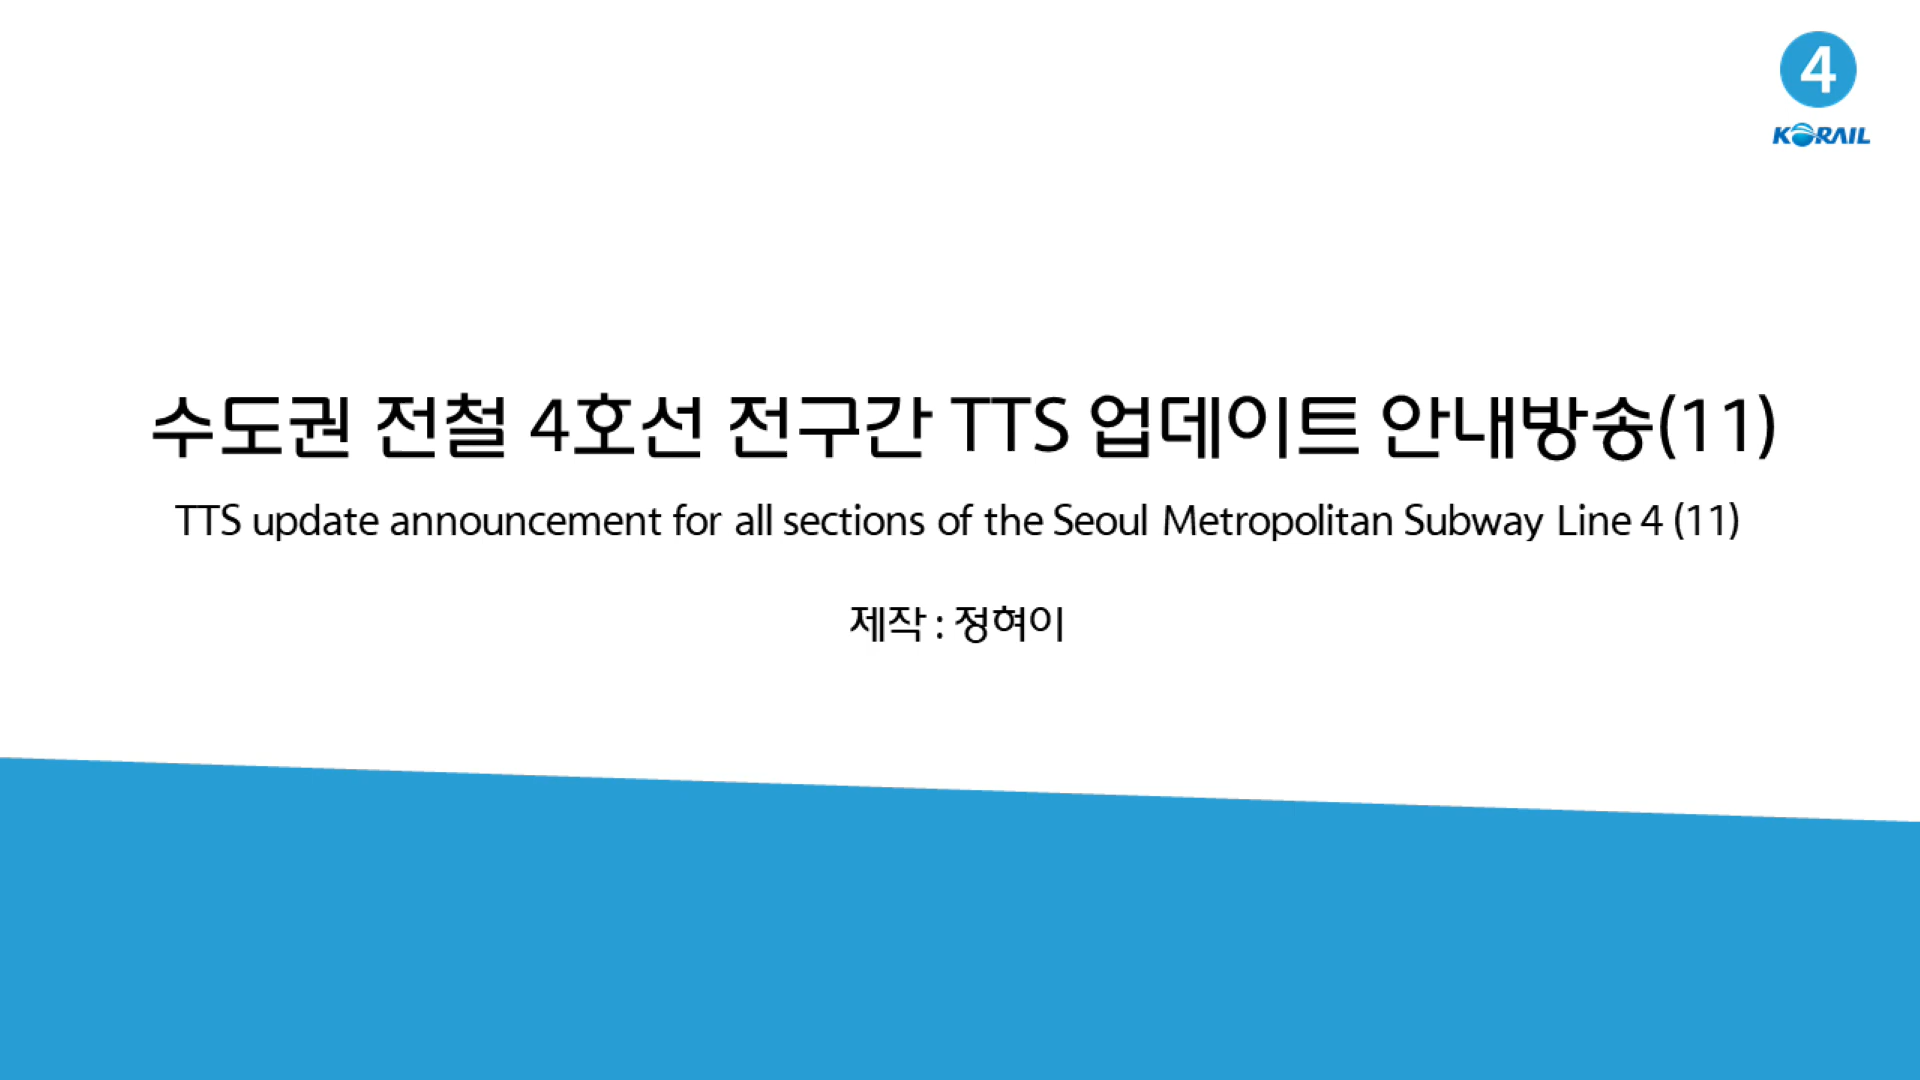 4
KORAIL
수도권 전철 4호선 전구간 TTS 업데이트 안내방송(11)
TTS update announcement for all sections of the Seoul Metropolitan Subway Line 4 (11)
제작 : 정혀이